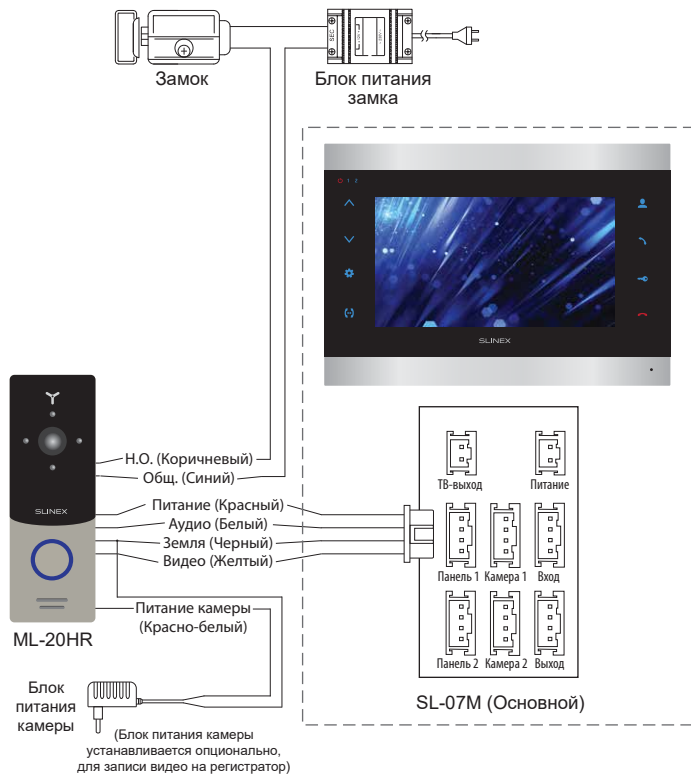 Замок
Блок питания
замка
SEC
1 2
SLINEX
Н.О. (Коричневый)
Общ. (Синий)
Питание (Красный)
Аудио (Белый)
Земля (Черный)
Видео (Желтый)
Питание камеры
(Красно-белый)
SLINEX
ML-20HR
ТВ-выход
Питание
Панель 1
Камера 1
Вход
Панель 2
Камера 2
Выход
SL-07M (Основной)
Блок
питания
камеры
(Блок питания камеры
устанавливается опционально,
для записи видео на регистратор)